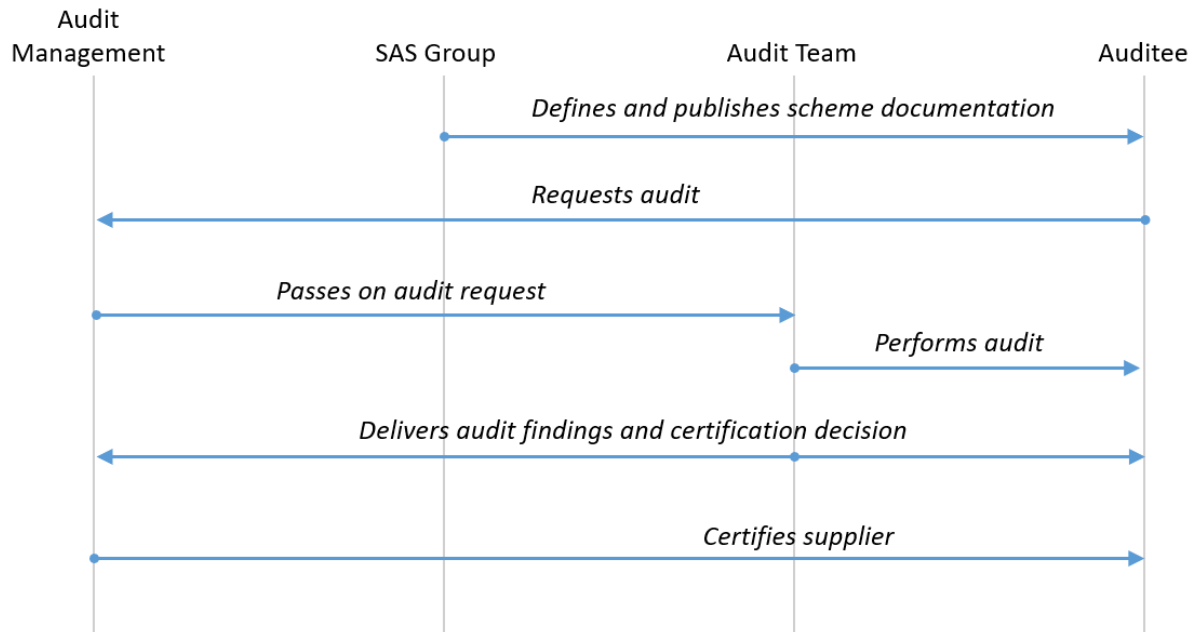 Audit
Management
SAS Group
Audit Team
Auditee
Defines and publishes scheme documentation
Requests audit
Passes on audit request
Performs audit
Delivers audit findings and certification decision
Certifies supplier